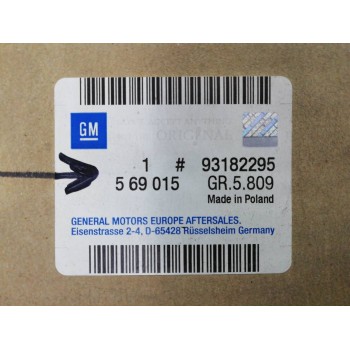 GM
ORIGINAL
1 # 93182295
5 69 015 GR.5.809
Made in Poland
GENERAL MOTORS EUROPE AFTERSALES.
Eisenstrasse 2-4, D-65428 Rüsselsheim Germany